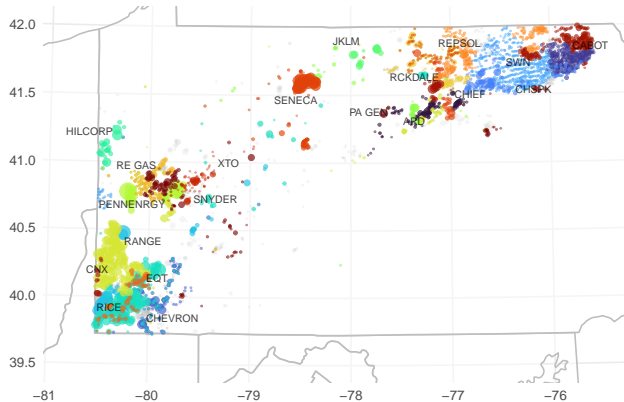 42.0
JKLM
REPSOL
CABOT
SWN
RCKDALE
41.5
SENECA
CHIEF
CHSPK
PA GEN
ARD
HILCORP
41.0
RE GAS
XTO
PENNENRGY
SNYDER
40.5
RANGE
CNX
EQT
40.0
RICE
CHEVRON
39.5
−81
−80
−79
−78
−77
−76